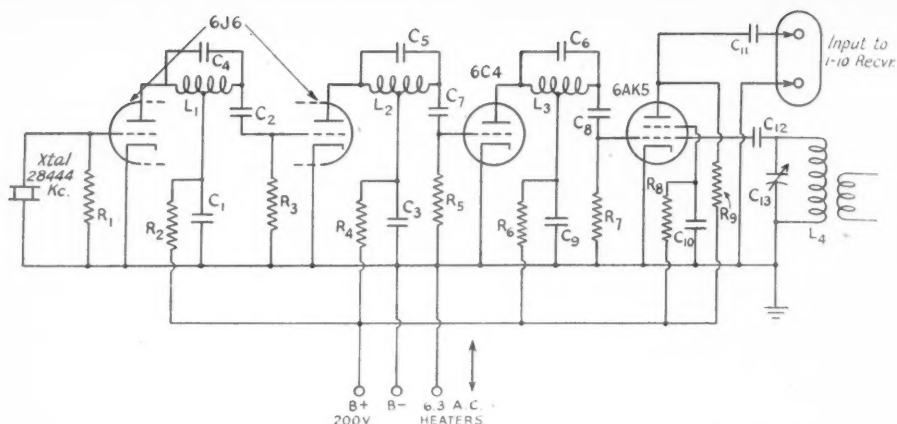 6J6
C4
L1
C2
Xtal
28444
Kc.
R1
R2
C1
R3
C5
L2
C7
R4
C3
R5
6C4
C6
L3
C8
R6
C9
R7
6AK5
R8
C10
R9
C11
Input to
1-10 Recvr.
C12
C13
L4
B+
200V
B-
6.3 A.C.
HEATERS